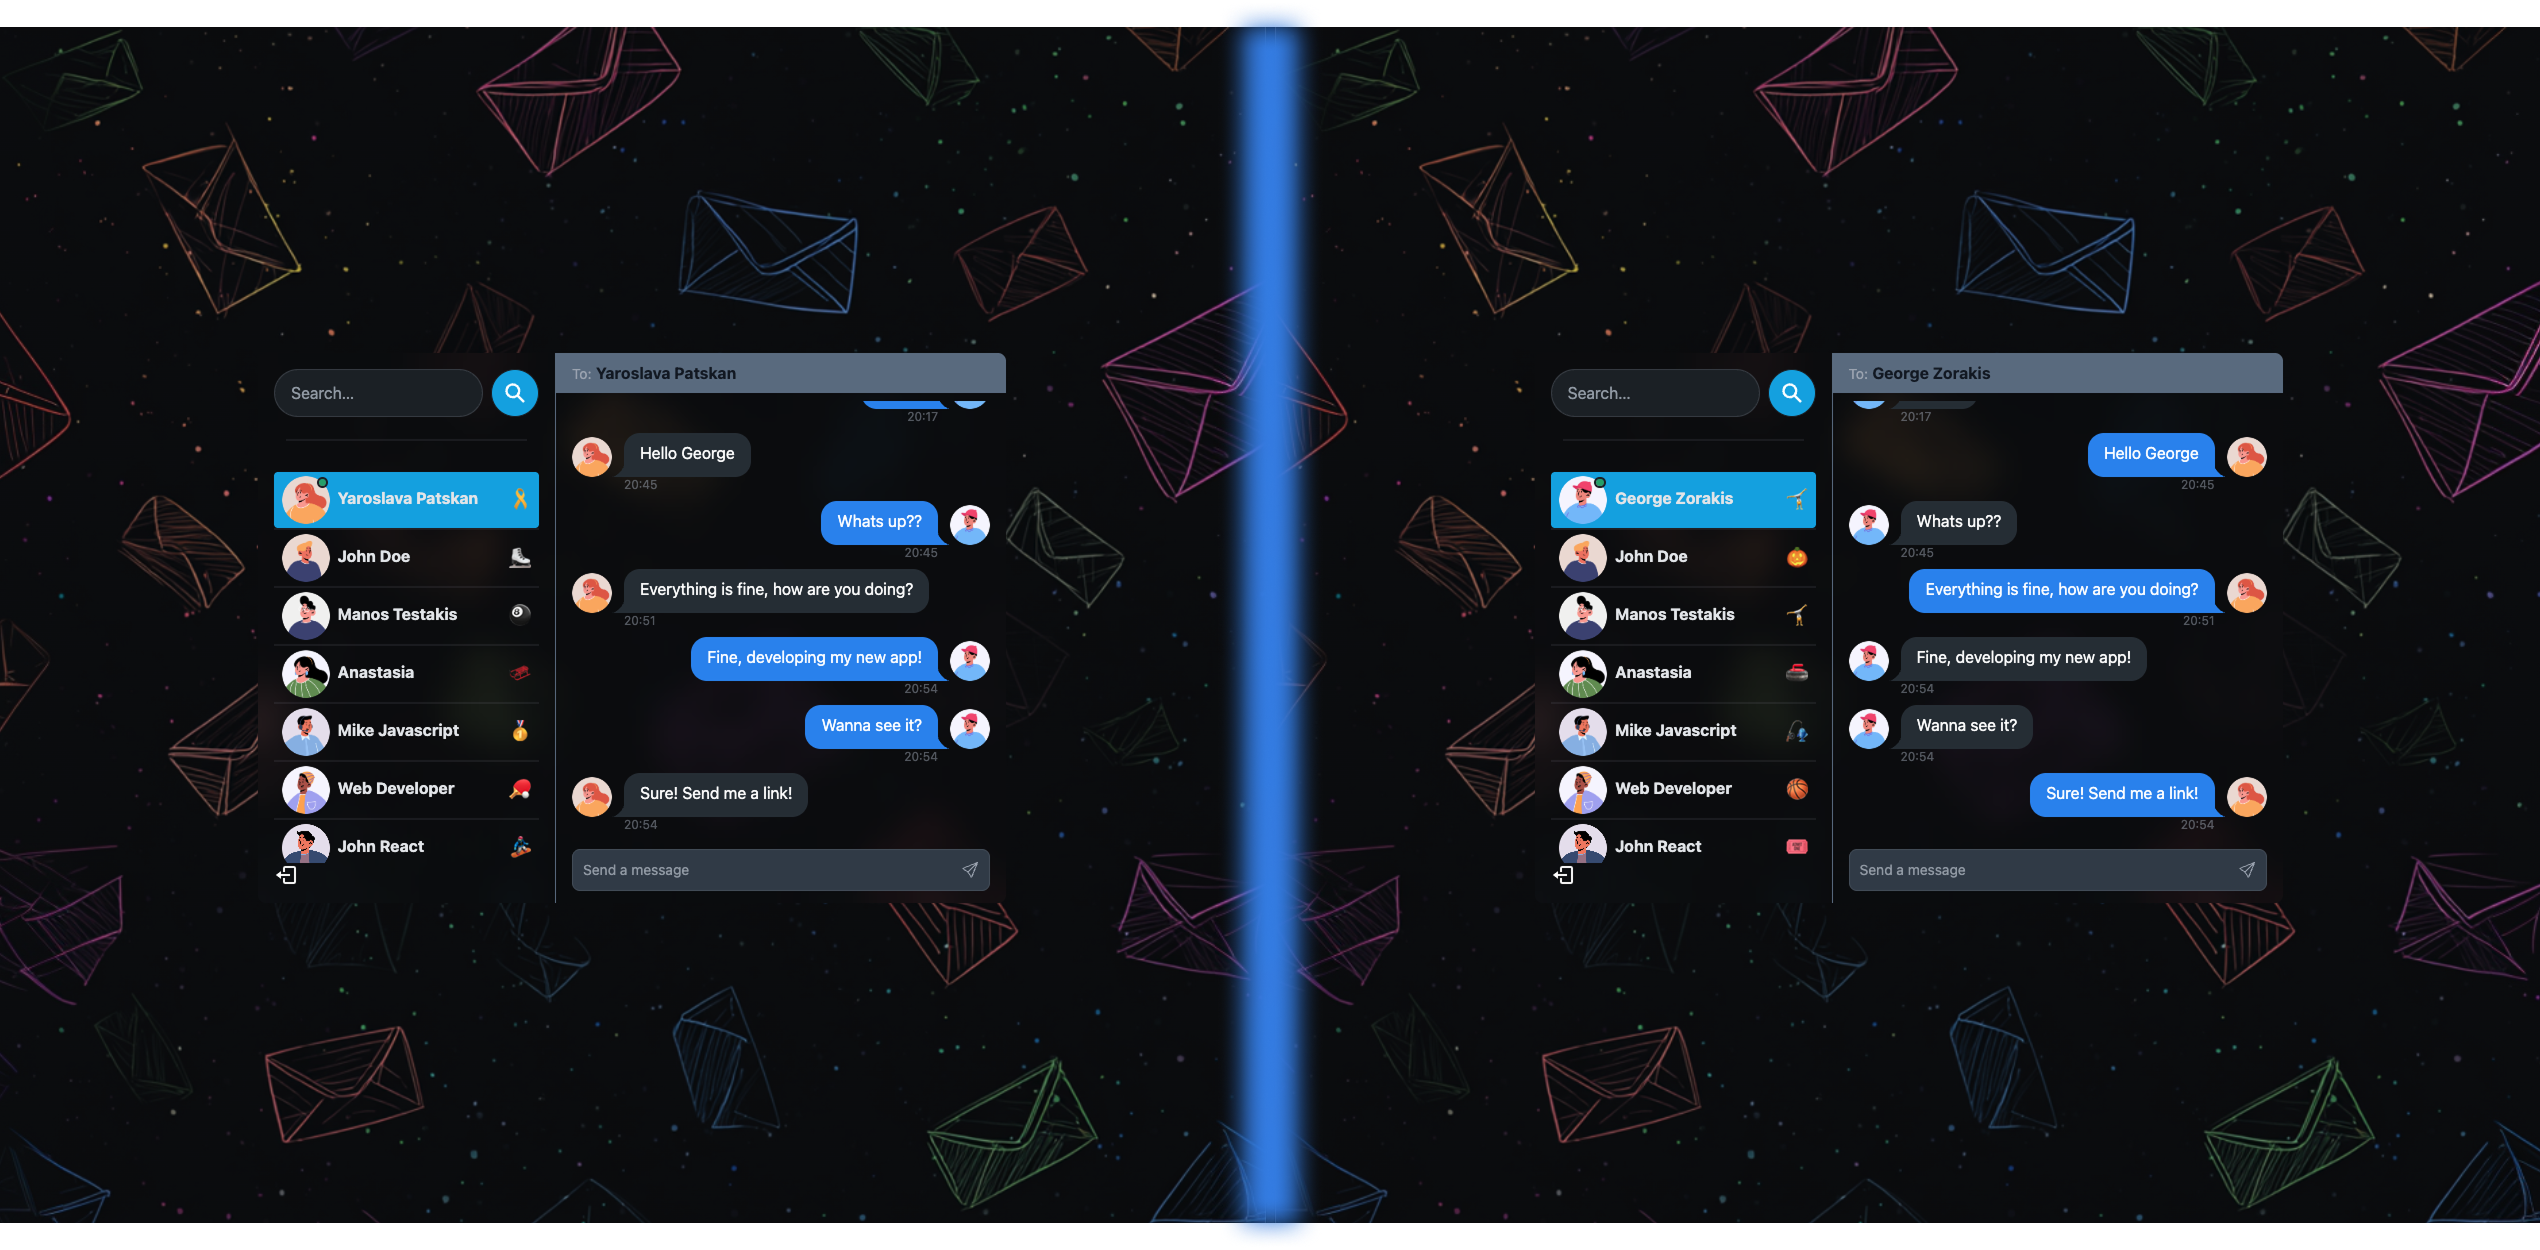 Search...
Yaroslava Patskan
John Doe
Manos Testakis
Anastasia
Mike Javascript
Web Developer
John React
To: Yaroslava Patskan
20:17
Hello George
20:45
Whats up??
20:45
Everything is fine, how are you doing?
20:51
Fine, developing my new app!
20:54
Wanna see it?
20:54
Sure! Send me a link!
20:54
Send a message
Search...
George Zorakis
John Doe
Manos Testakis
Anastasia
Mike Javascript
Web Developer
John React
To: George Zorakis
20:17
Hello George
20:45
Whats up??
20:45
Everything is fine, how are you doing?
20:51
Fine, developing my new app!
20:54
Wanna see it?
20:54
Sure! Send me a link!
20:54
Send a message